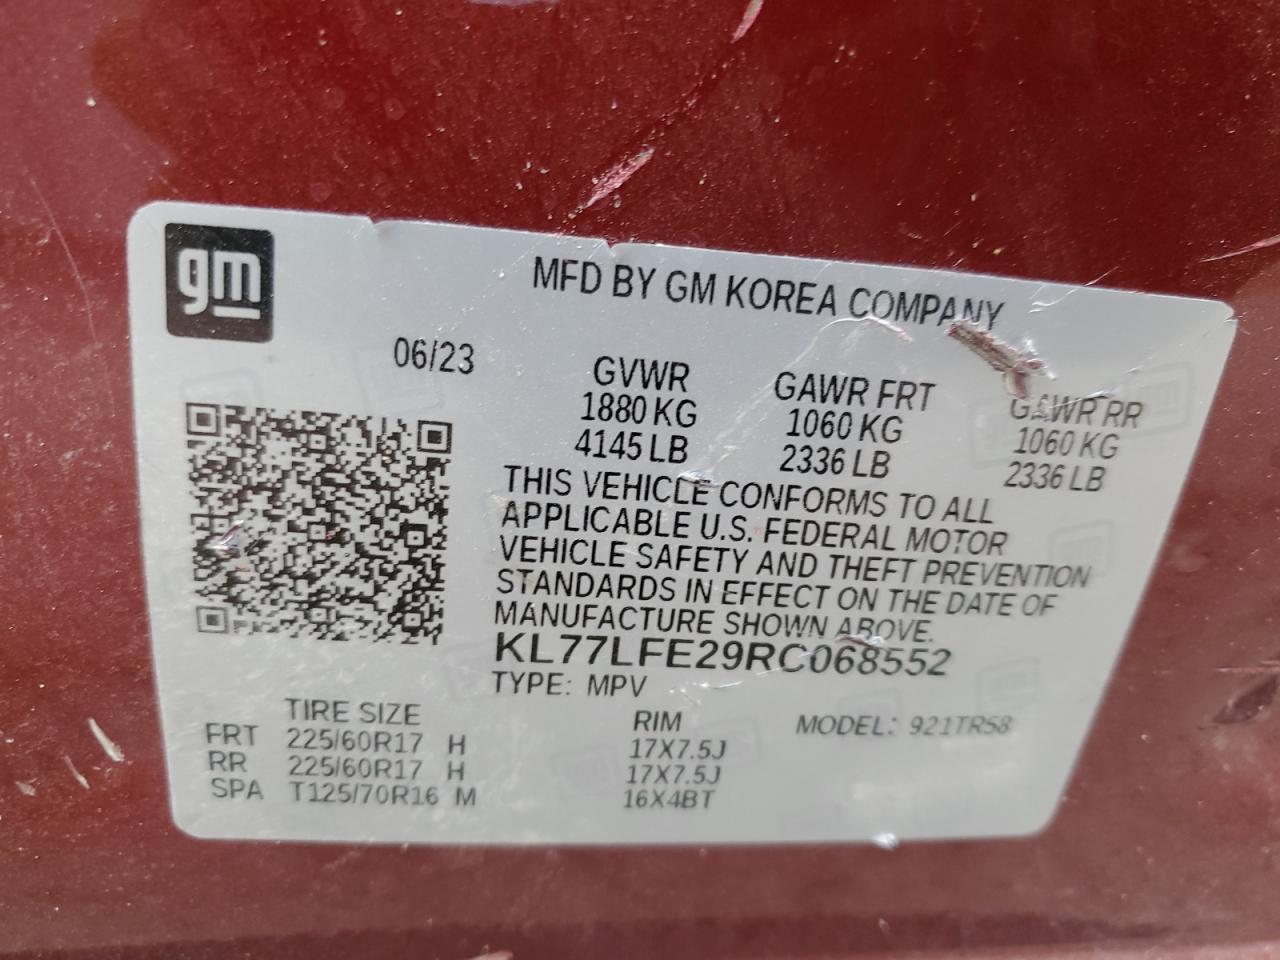 gm
MFD BY GM KOREA COMPANY
06/23
GVWR GAWR FRT GAWR RR
1880 KG 1060 KG 1060 KG
4145 LB 2336 LB 2336 LB
THIS VEHICLE CONFORMS TO ALL
APPLICABLE U.S. FEDERAL MOTOR
VEHICLE SAFETY AND THEFT PREVENTION
STANDARDS IN EFFECT ON THE DATE OF
MANUFACTURE SHOWN ABOVE.
KL77LFE29RC068552
TYPE: MPV
TIRE SIZE RIM MODEL: 921TR58
FRT 225/60R17 H 17X7.5J
RR 225/60R17 H 17X7.5J
SPA T125/70R16 M 16X4BT